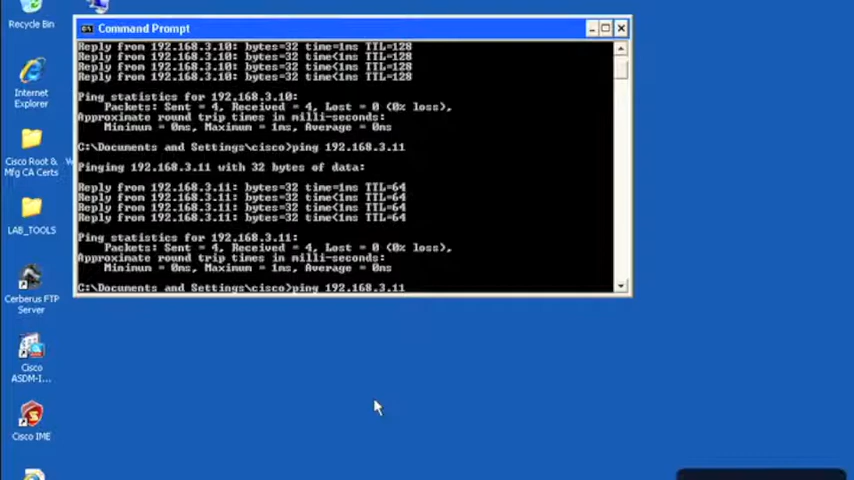 Recycle Bin
Command Prompt
Reply from 192.168.3.10: bytes=32 time=1ms TTL=128
Reply from 192.168.3.10: bytes=32 time<1ms TTL=128
Reply from 192.168.3.10: bytes=32 time<1ms TTL=128
Reply from 192.168.3.10: bytes=32 time<1ms TTL=128
Ping statistics for 192.168.3.10:
Packets: Sent = 4, Received = 4, Lost = 0 (0% loss),
Approximate round trip times in milli-seconds:
Minimum = 0ms, Maximum = 1ms, Average = 0ms
C:\Documents and Settings\cisco>ping 192.168.3.11
Pinging 192.168.3.11 with 32 bytes of data:
Reply from 192.168.3.11: bytes=32 time=1ms TTL=64
Reply from 192.168.3.11: bytes=32 time<1ms TTL=64
Reply from 192.168.3.11: bytes=32 time<1ms TTL=64
Reply from 192.168.3.11: bytes=32 time<1ms TTL=64
Ping statistics for 192.168.3.11:
Packets: Sent = 4, Received = 4, Lost = 0 (0% loss),
Approximate round trip times in milli-seconds:
Minimum = 0ms, Maximum = 1ms, Average = 0ms
C:\Documents and Settings\cisco>ping 192.168.3.11
Internet
Explorer
Cisco Root &
Mfg CA Certs
LAB_TOOLS
Cerberus FTP
Server
Cisco
ASDM-I...
Cisco IME